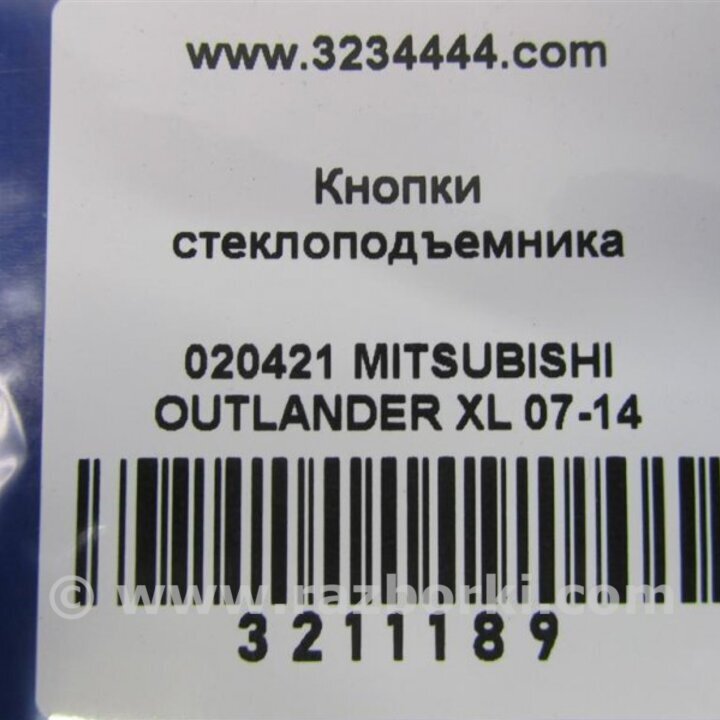 www.3234444.com
Кнопки
стеклоподъемника
020421 MITSUBISHI
OUTLANDER XL 07-14
© www.razborki.com
3211189